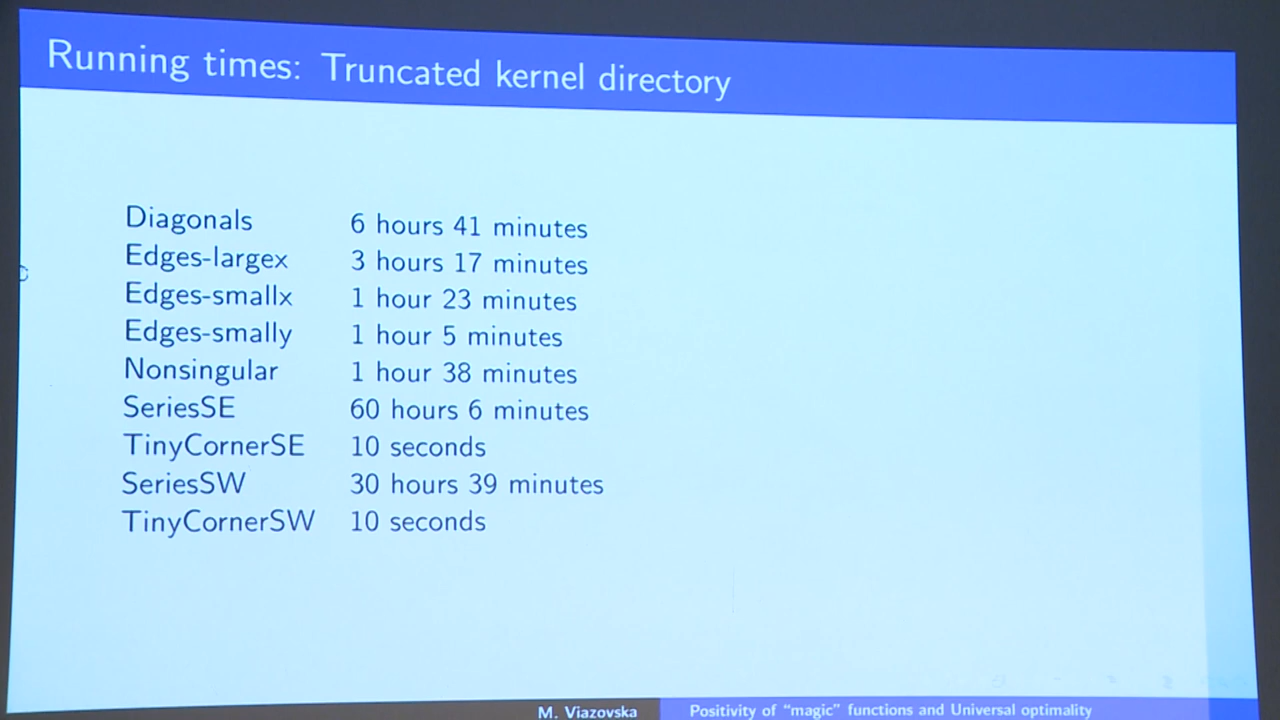 Running times: Truncated kernel directory
Diagonals 6 hours 41 minutes
Edges-largex 3 hours 17 minutes
Edges-smallx 1 hour 23 minutes
Edges-smally 1 hour 5 minutes
Nonsingular 1 hour 38 minutes
SeriesSE 60 hours 6 minutes
TinyCornerSE 10 seconds
SeriesSW 30 hours 39 minutes
TinyCornerSW 10 seconds
M. Viazovska Positivity of “magic” functions and Universal optimality